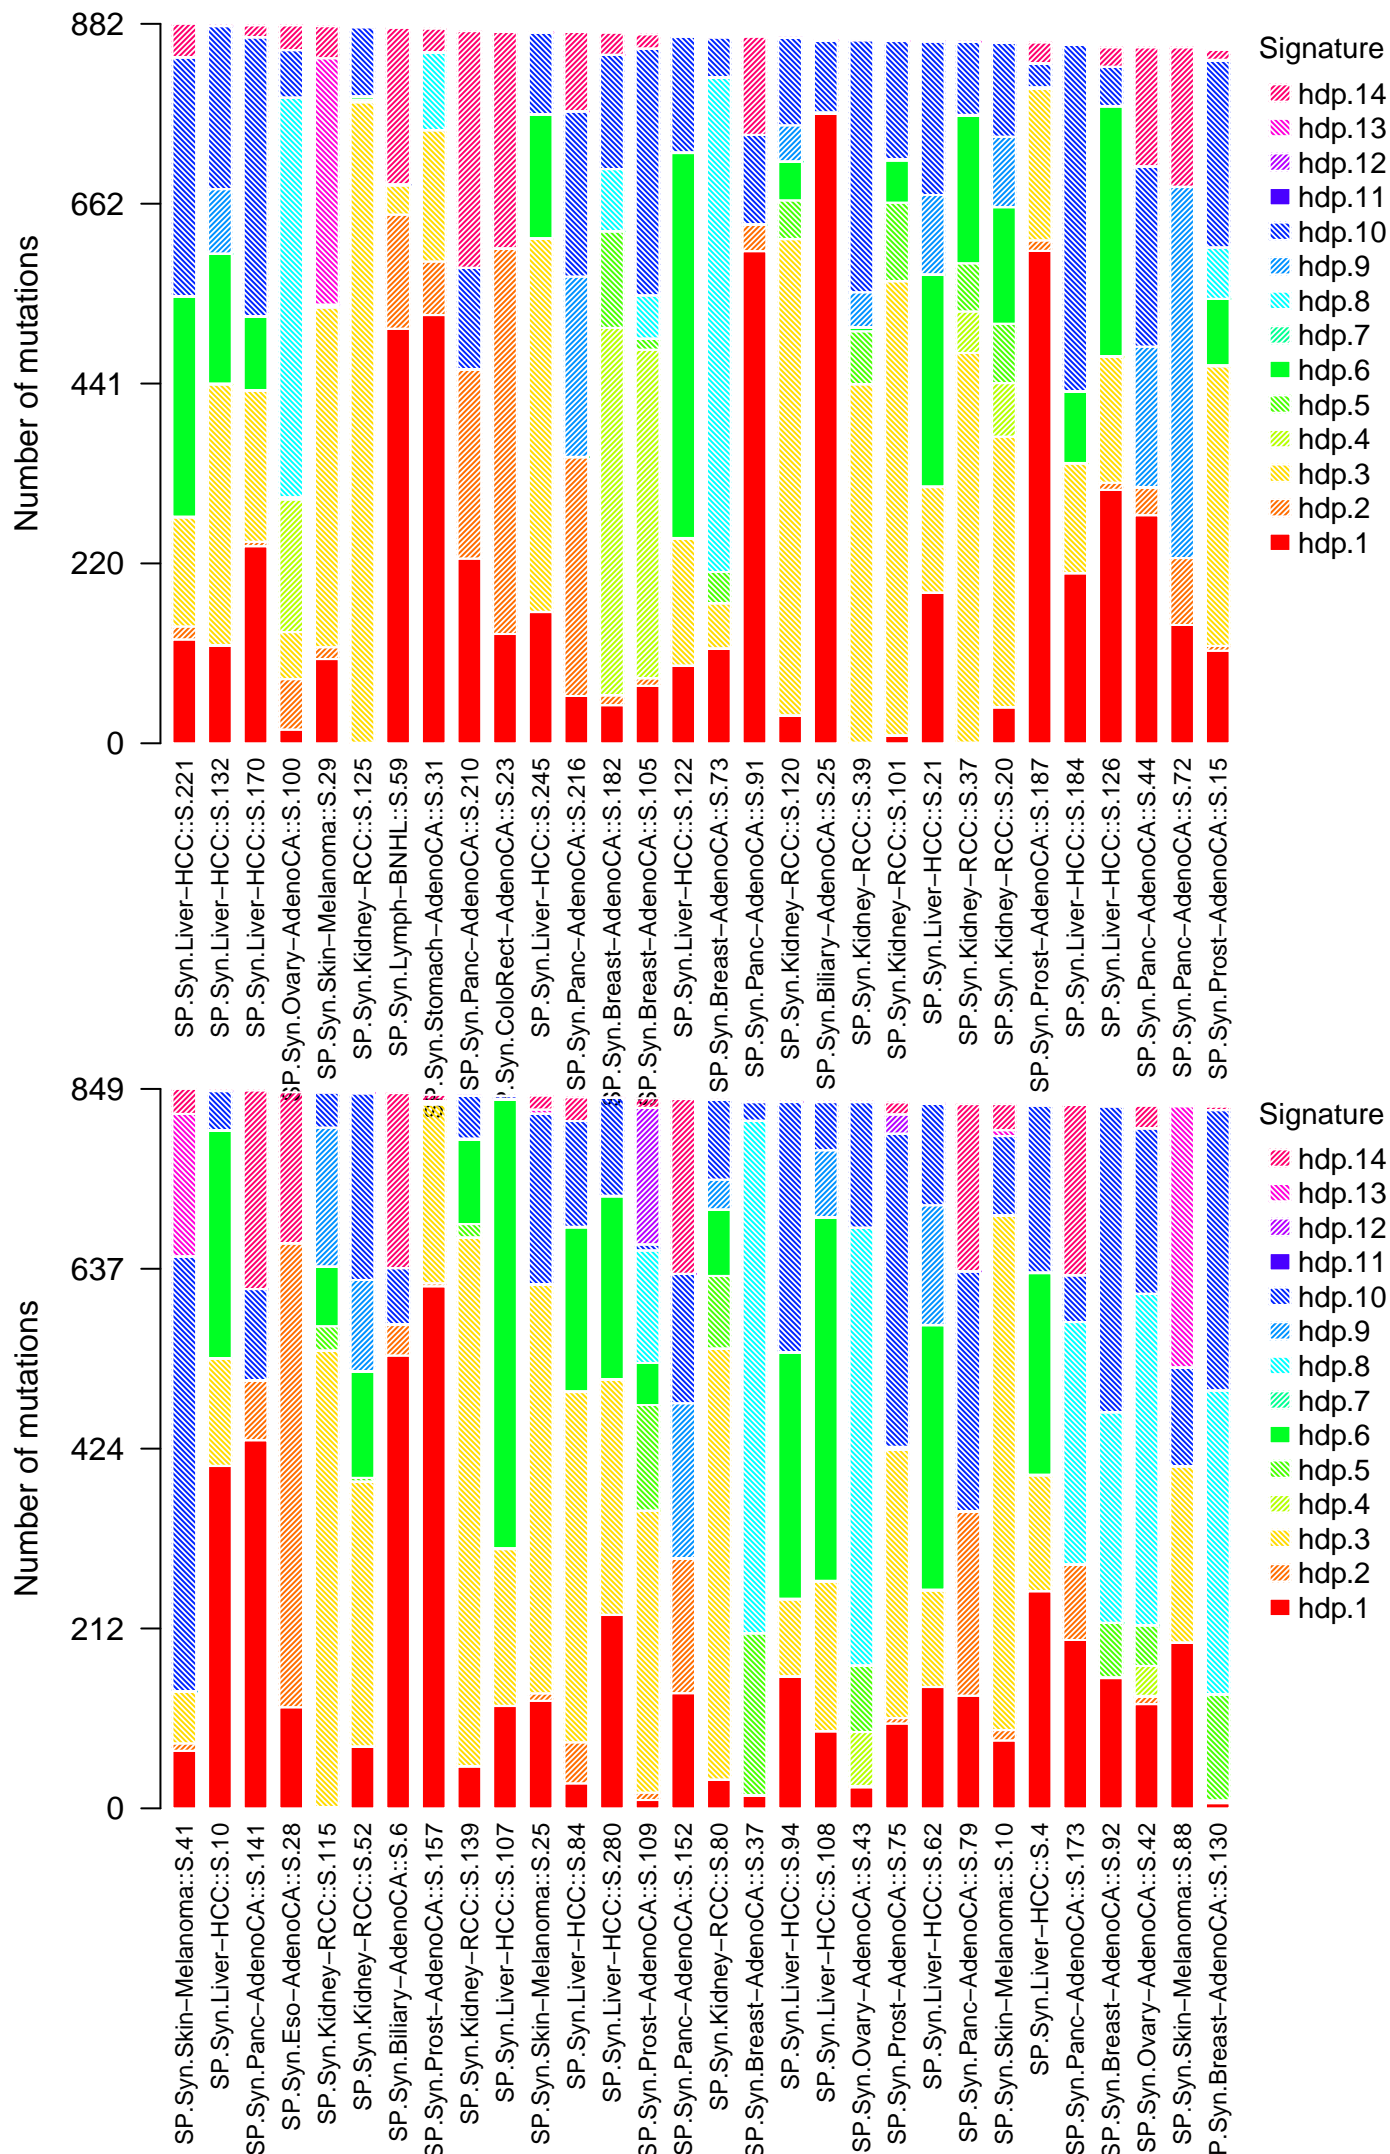 Number of mutations
882
662
441
220
0
Signature
hdp.14
hdp.13
hdp.12
hdp.11
hdp.10
hdp.9
hdp.8
hdp.7
hdp.6
hdp.5
hdp.4
hdp.3
hdp.2
hdp.1
SP.Syn.Liver−HCC::S.221
SP.Syn.Liver−HCC::S.132
SP.Syn.Liver−HCC::S.170
SP.Syn.Ovary−AdenoCA::S.100
SP.Syn.Skin−Melanoma::S.29
SP.Syn.Kidney−RCC::S.125
SP.Syn.Lymph−BNHL::S.59
SP.Syn.Stomach−AdenoCA::S.31
SP.Syn.Panc−AdenoCA::S.210
SP.Syn.ColoRect−AdenoCA::S.23
SP.Syn.Liver−HCC::S.245
SP.Syn.Panc−AdenoCA::S.216
SP.Syn.Breast−AdenoCA::S.182
SP.Syn.Breast−AdenoCA::S.105
SP.Syn.Liver−HCC::S.122
SP.Syn.Breast−AdenoCA::S.73
SP.Syn.Panc−AdenoCA::S.91
SP.Syn.Kidney−RCC::S.120
SP.Syn.Biliary−AdenoCA::S.25
SP.Syn.Kidney−RCC::S.39
SP.Syn.Kidney−RCC::S.101
SP.Syn.Liver−HCC::S.21
SP.Syn.Kidney−RCC::S.37
SP.Syn.Kidney−RCC::S.20
SP.Syn.Prost−AdenoCA::S.187
SP.Syn.Liver−HCC::S.184
SP.Syn.Liver−HCC::S.126
SP.Syn.Panc−AdenoCA::S.44
SP.Syn.Panc−AdenoCA::S.72
SP.Syn.Prost−AdenoCA::S.15
Number of mutations
849
637
424
212
0
Signature
hdp.14
hdp.13
hdp.12
hdp.11
hdp.10
hdp.9
hdp.8
hdp.7
hdp.6
hdp.5
hdp.4
hdp.3
hdp.2
hdp.1
SP.Syn.Skin−Melanoma::S.41
SP.Syn.Liver−HCC::S.10
SP.Syn.Panc−AdenoCA::S.141
SP.Syn.Eso−AdenoCA::S.28
SP.Syn.Kidney−RCC::S.115
SP.Syn.Kidney−RCC::S.52
SP.Syn.Biliary−AdenoCA::S.6
SP.Syn.Prost−AdenoCA::S.157
SP.Syn.Kidney−RCC::S.139
SP.Syn.Liver−HCC::S.107
SP.Syn.Skin−Melanoma::S.25
SP.Syn.Liver−HCC::S.84
SP.Syn.Liver−HCC::S.280
SP.Syn.Prost−AdenoCA::S.109
SP.Syn.Panc−AdenoCA::S.152
SP.Syn.Kidney−RCC::S.80
SP.Syn.Breast−AdenoCA::S.37
SP.Syn.Liver−HCC::S.94
SP.Syn.Liver−HCC::S.108
SP.Syn.Ovary−AdenoCA::S.43
SP.Syn.Prost−AdenoCA::S.75
SP.Syn.Liver−HCC::S.62
SP.Syn.Panc−AdenoCA::S.79
SP.Syn.Skin−Melanoma::S.10
SP.Syn.Liver−HCC::S.4
SP.Syn.Panc−AdenoCA::S.173
SP.Syn.Breast−AdenoCA::S.92
SP.Syn.Ovary−AdenoCA::S.42
SP.Syn.Skin−Melanoma::S.88
SP.Syn.Breast−AdenoCA::S.130